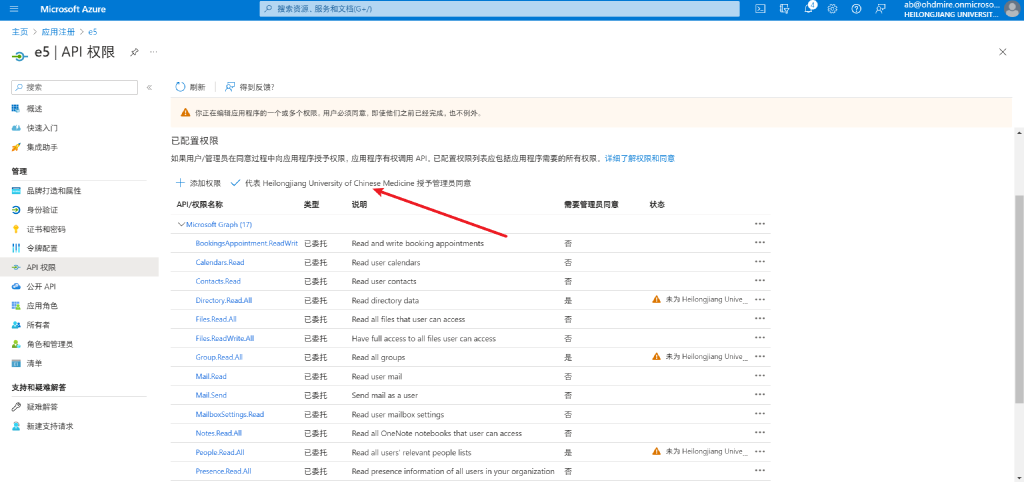 Microsoft Azure
搜索资源、服务和文档(G+/)
1
ab@ohdmire.onmicroso...
HEILONGJIANG UNIVERSIT...
主页 > 应用注册 > e5
e5 | API 权限
搜索
概述
快速入门
集成助手
管理
品牌打造和属性
身份验证
证书和密码
令牌配置
API 权限
公开 API
应用角色
所有者
角色和管理员
清单
支持和疑难解答
疑难解答
新建支持请求
刷新 得到反馈?
你正在编辑应用程序的一个或多个权限。用户必须同意，即使他们之前已经完成，也不例外。
已配置权限
如果用户/管理员在同意过程中向应用程序授予权限，应用程序有权调用 API。已配置权限列表应包括应用程序需要的所有权限。 详细了解权限和同意
添加权限 代表 Heilongjiang University of Chinese Medicine 授予管理员同意
API/权限名称 类型 说明 需要管理员同意 状态
Microsoft Graph (17)
BookingsAppointment.ReadWrit 已委托 Read and write booking appointments 否
Calendars.Read 已委托 Read user calendars 否
Contacts.Read 已委托 Read user contacts 否
Directory.Read.All 已委托 Read directory data 是 未为 Heilongjiang Unive...
Files.Read.All 已委托 Read all files that user can access 否
Files.ReadWrite.All 已委托 Have full access to all files user can access 否
Group.Read.All 已委托 Read all groups 是 未为 Heilongjiang Unive...
Mail.Read 已委托 Read user mail 否
Mail.Send 已委托 Send mail as a user 否
MailboxSettings.Read 已委托 Read user mailbox settings 否
Notes.Read.All 已委托 Read all OneNote notebooks that user can access 否
People.Read.All 已委托 Read all users' relevant people lists 是 未为 Heilongjiang Unive...
Presence.Read.All 已委托 Read presence information of all users in your organization 否